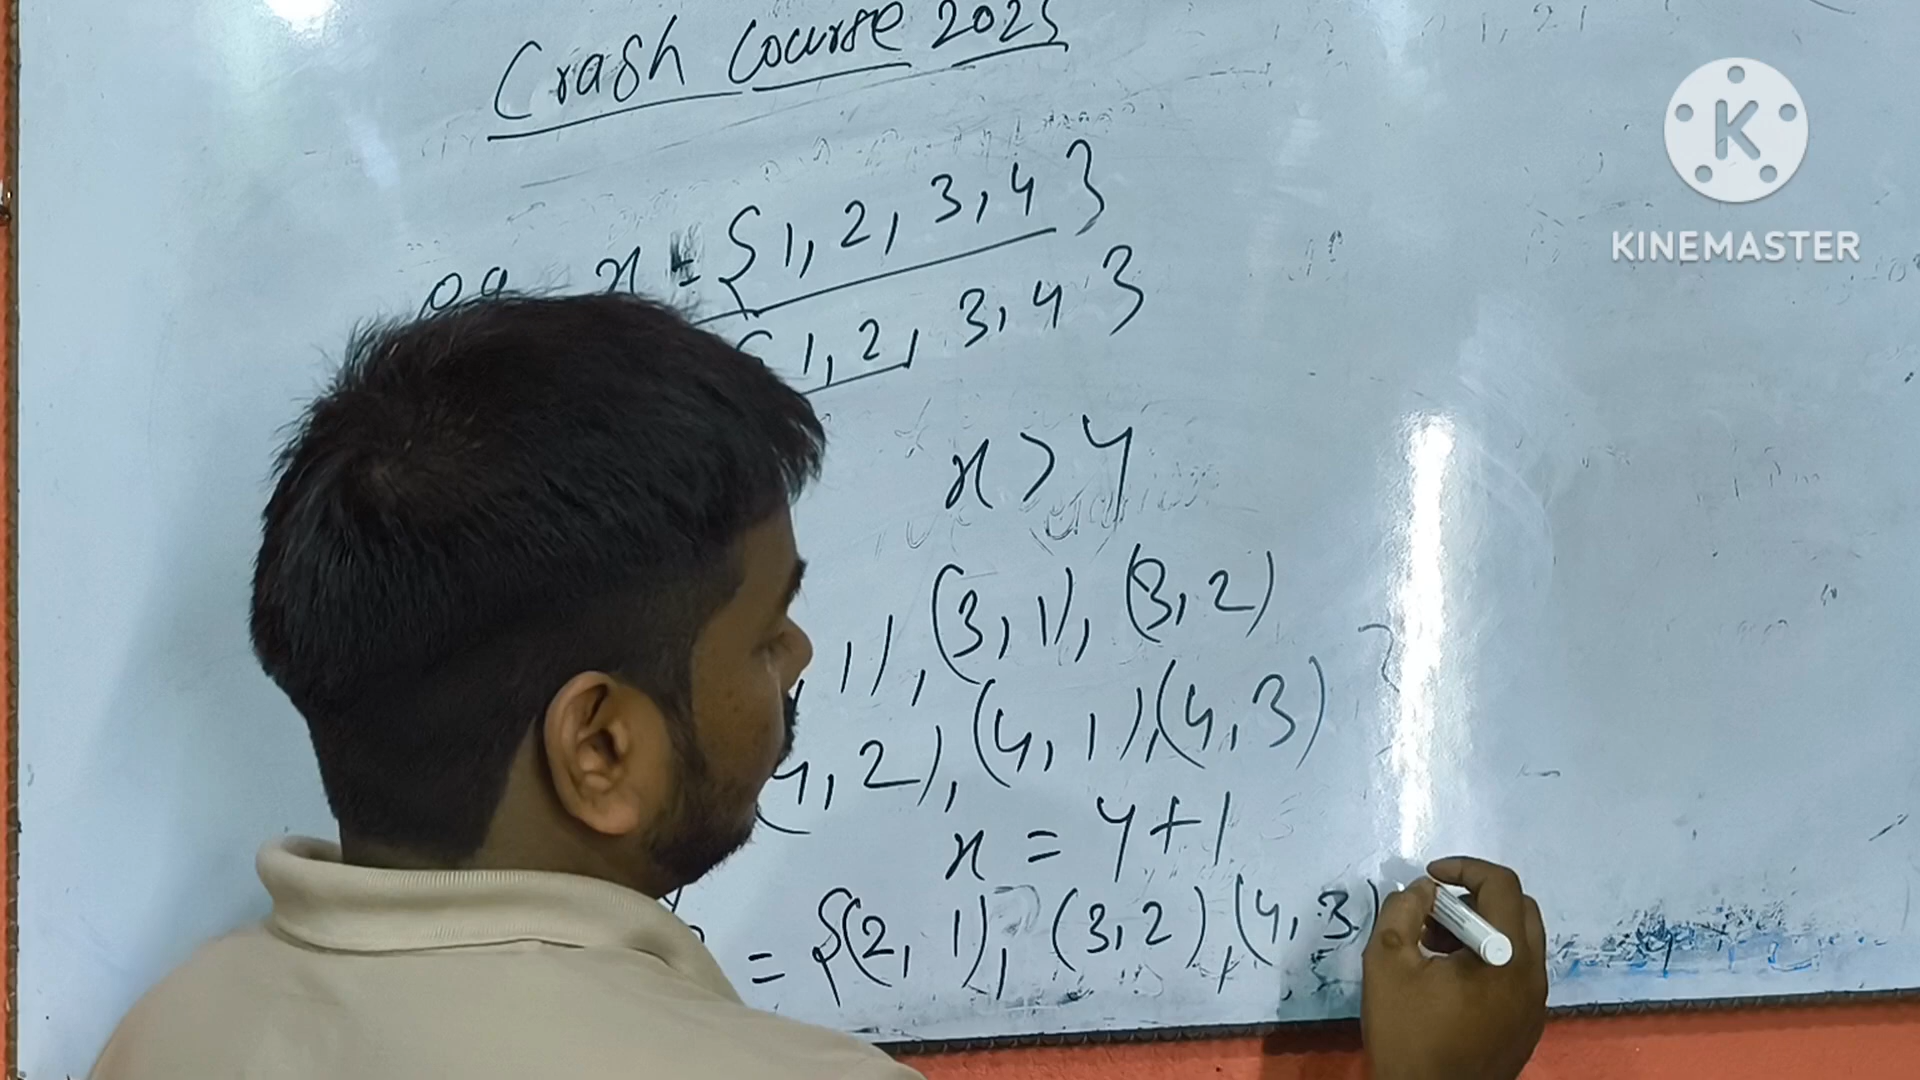 Crash Course 2025
x = {1, 2, 3, 4}
1, 2, 3, 4}
x > y
1), (3, 1), (3, 2)
4, 2), (4, 1), (4, 3) }
x = y + 1
= {(2, 1), (3, 2), (4, 3)
K
KINEMASTER